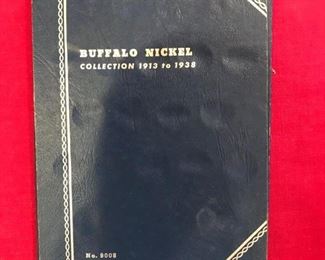 BUFFALO NICKEL
COLLECTION 1913 to 1938
No. 9008